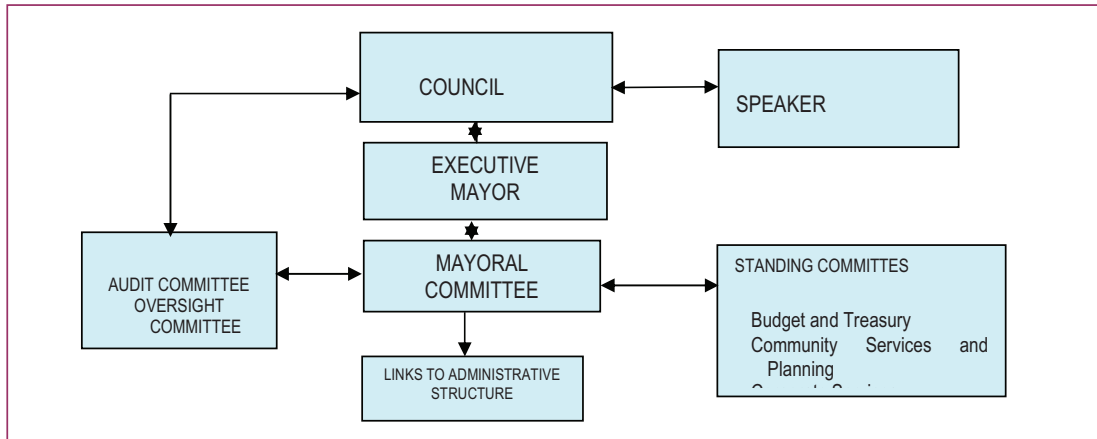 COUNCIL
SPEAKER
EXECUTIVE
MAYOR
AUDIT COMMITTEE
OVERSIGHT
COMMITTEE
MAYORAL
COMMITTEE
STANDING COMMITTES
Budget and Treasury
Community Services and
Planning
LINKS TO ADMINISTRATIVE
STRUCTURE